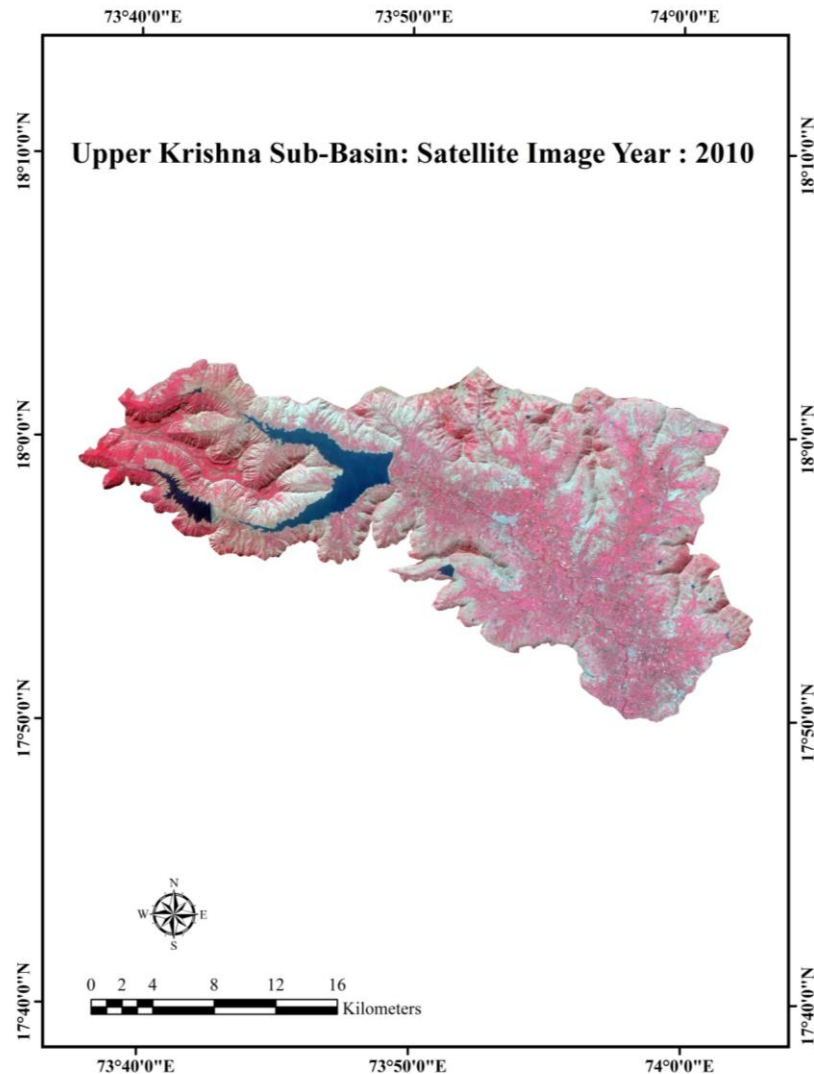 73°40'0"E 73°50'0"E 74°0'0"E
18°10'0"N 18°10'0"N
Upper Krishna Sub-Basin: Satellite Image Year : 2010
18°0'0"N 18°0'0"N
17°50'0"N 17°50'0"N
N
W E
S
0 2 4 8 12 16
Kilometers
17°40'0"N 17°40'0"N
73°40'0"E 73°50'0"E 74°0'0"E